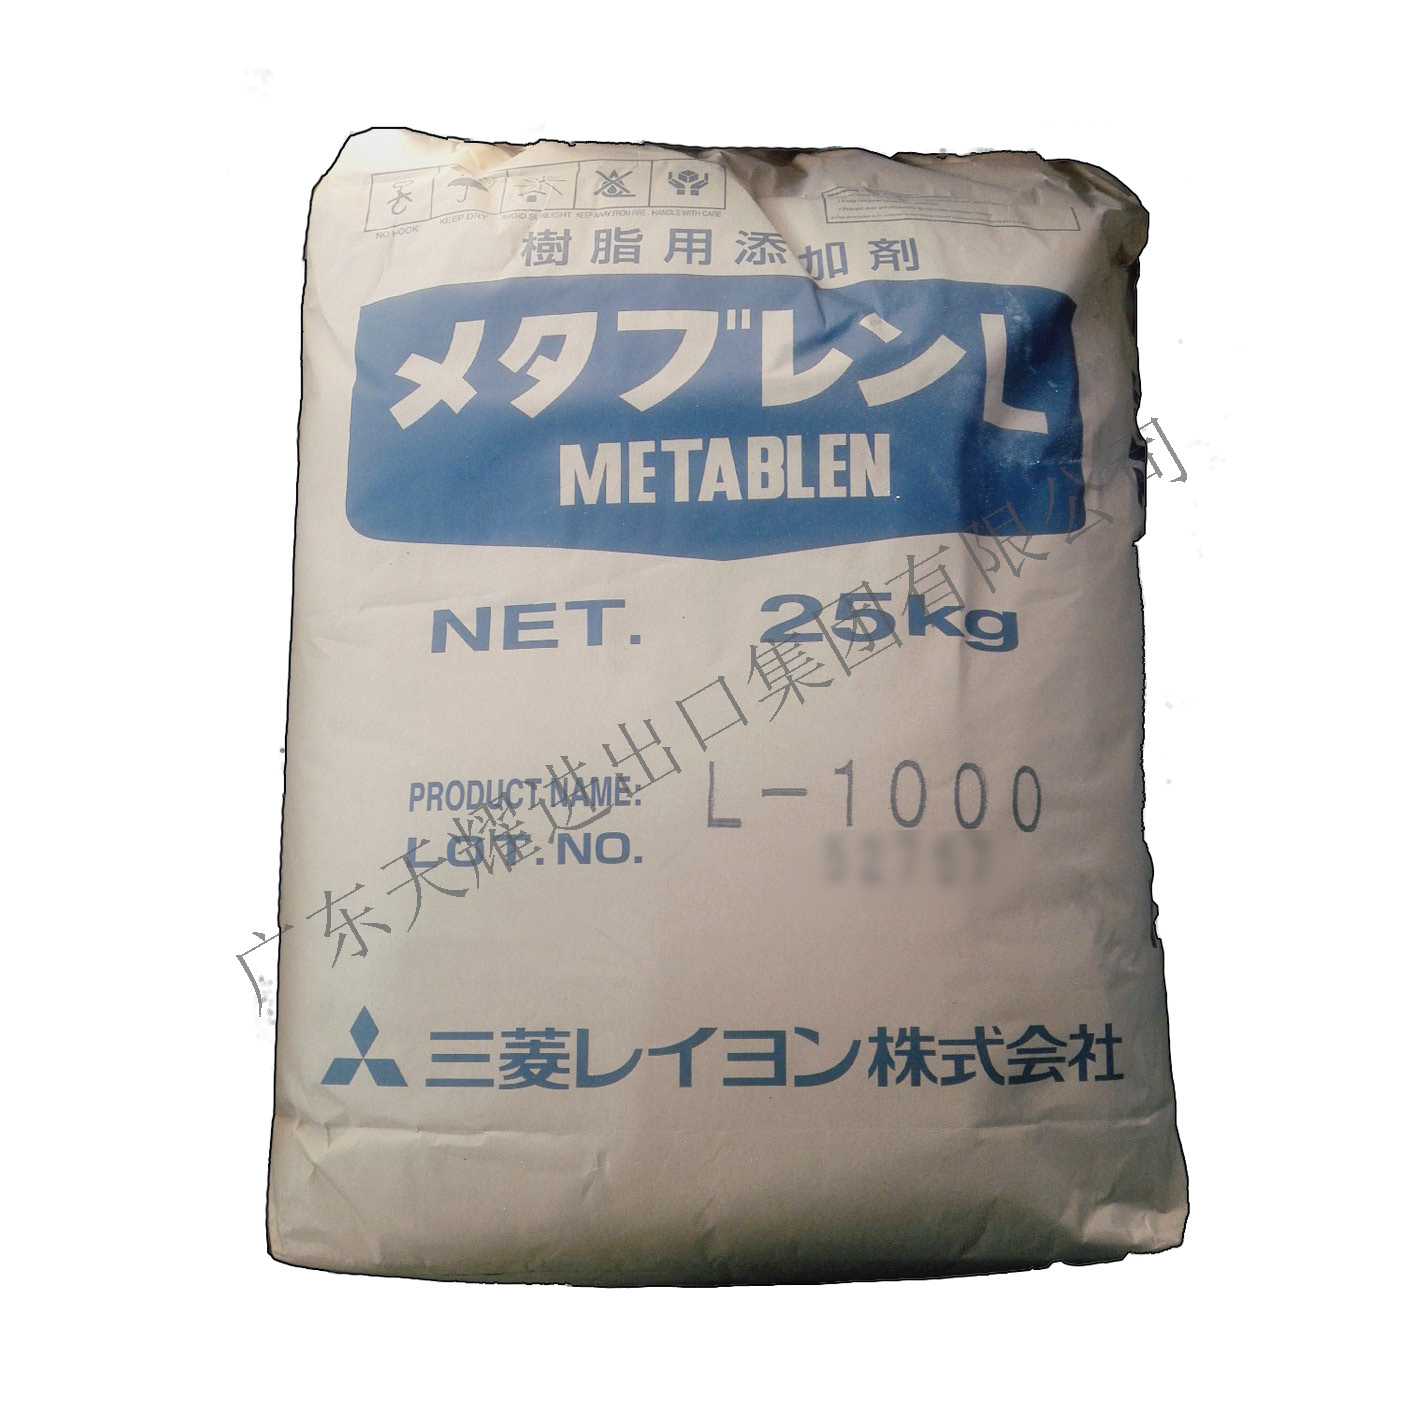 NO HOOK KEEP DRY AVOID SUNLIGHT KEEP AWAY FROM FIRE HANDLE WITH CARE
樹脂用添加剤
メタブレンL
METABLEN
NET. 25kg
PRODUCT NAME: L-1000
LOT. NO.
三菱レイヨン株式会社
广东天耀进出口集团有限公司